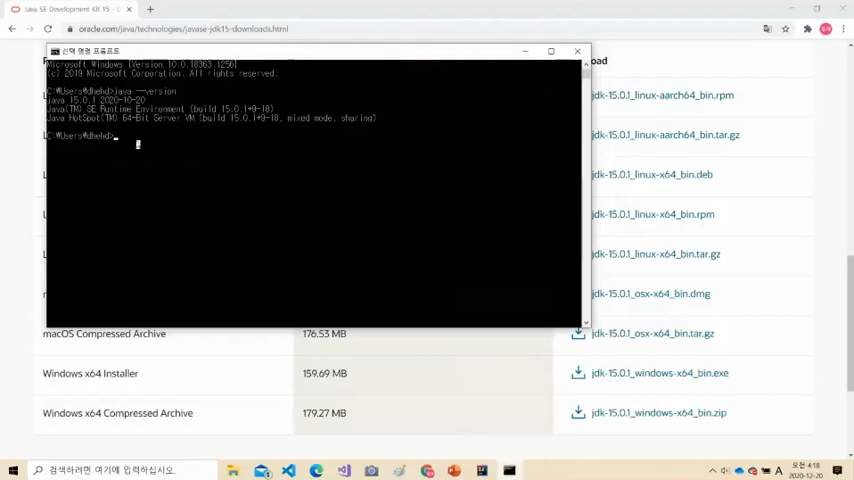 Java SE Development Kit 15 - D
oracle.com/java/technologies/javase-jdk15-downloads.html
선택 명령 프롬프트
Microsoft Windows [Version 10.0.18363.1256]
(c) 2019 Microsoft Corporation. All rights reserved.
C:\Users\dhehd>java --version
java 15.0.1 2020-10-20
Java(TM) SE Runtime Environment (build 15.0.1+9-18)
Java HotSpot(TM) 64-Bit Server VM (build 15.0.1+9-18, mixed mode, sharing)
C:\Users\dhehd>
jdk-15.0.1_linux-aarch64_bin.rpm
jdk-15.0.1_linux-aarch64_bin.tar.gz
jdk-15.0.1_linux-x64_bin.deb
jdk-15.0.1_linux-x64_bin.rpm
jdk-15.0.1_linux-x64_bin.tar.gz
jdk-15.0.1_osx-x64_bin.dmg
macOS Compressed Archive 176.53 MB jdk-15.0.1_osx-x64_bin.tar.gz
Windows x64 Installer 159.69 MB jdk-15.0.1_windows-x64_bin.exe
Windows x64 Compressed Archive 179.27 MB jdk-15.0.1_windows-x64_bin.zip
검색하려면 여기에 입력하십시오.
A
오전 4:18
2020-12-20